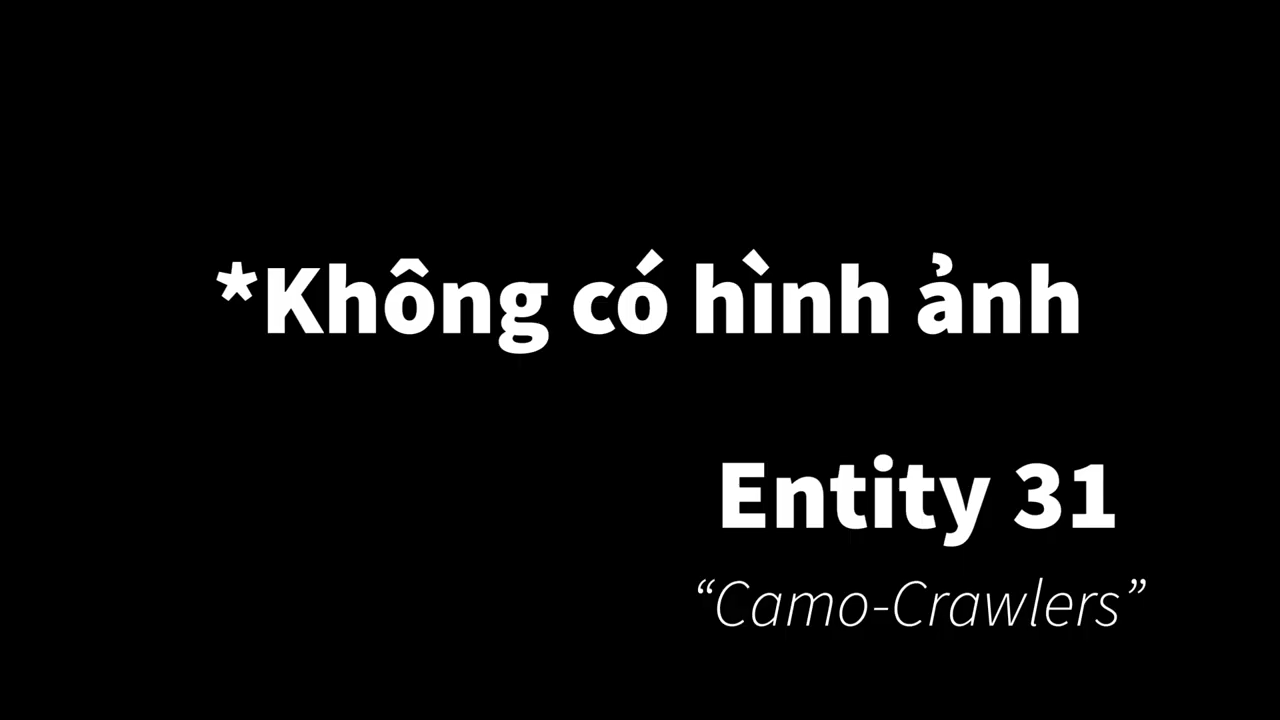 *Không có hình ảnh
Entity 31
“Camo-Crawlers”